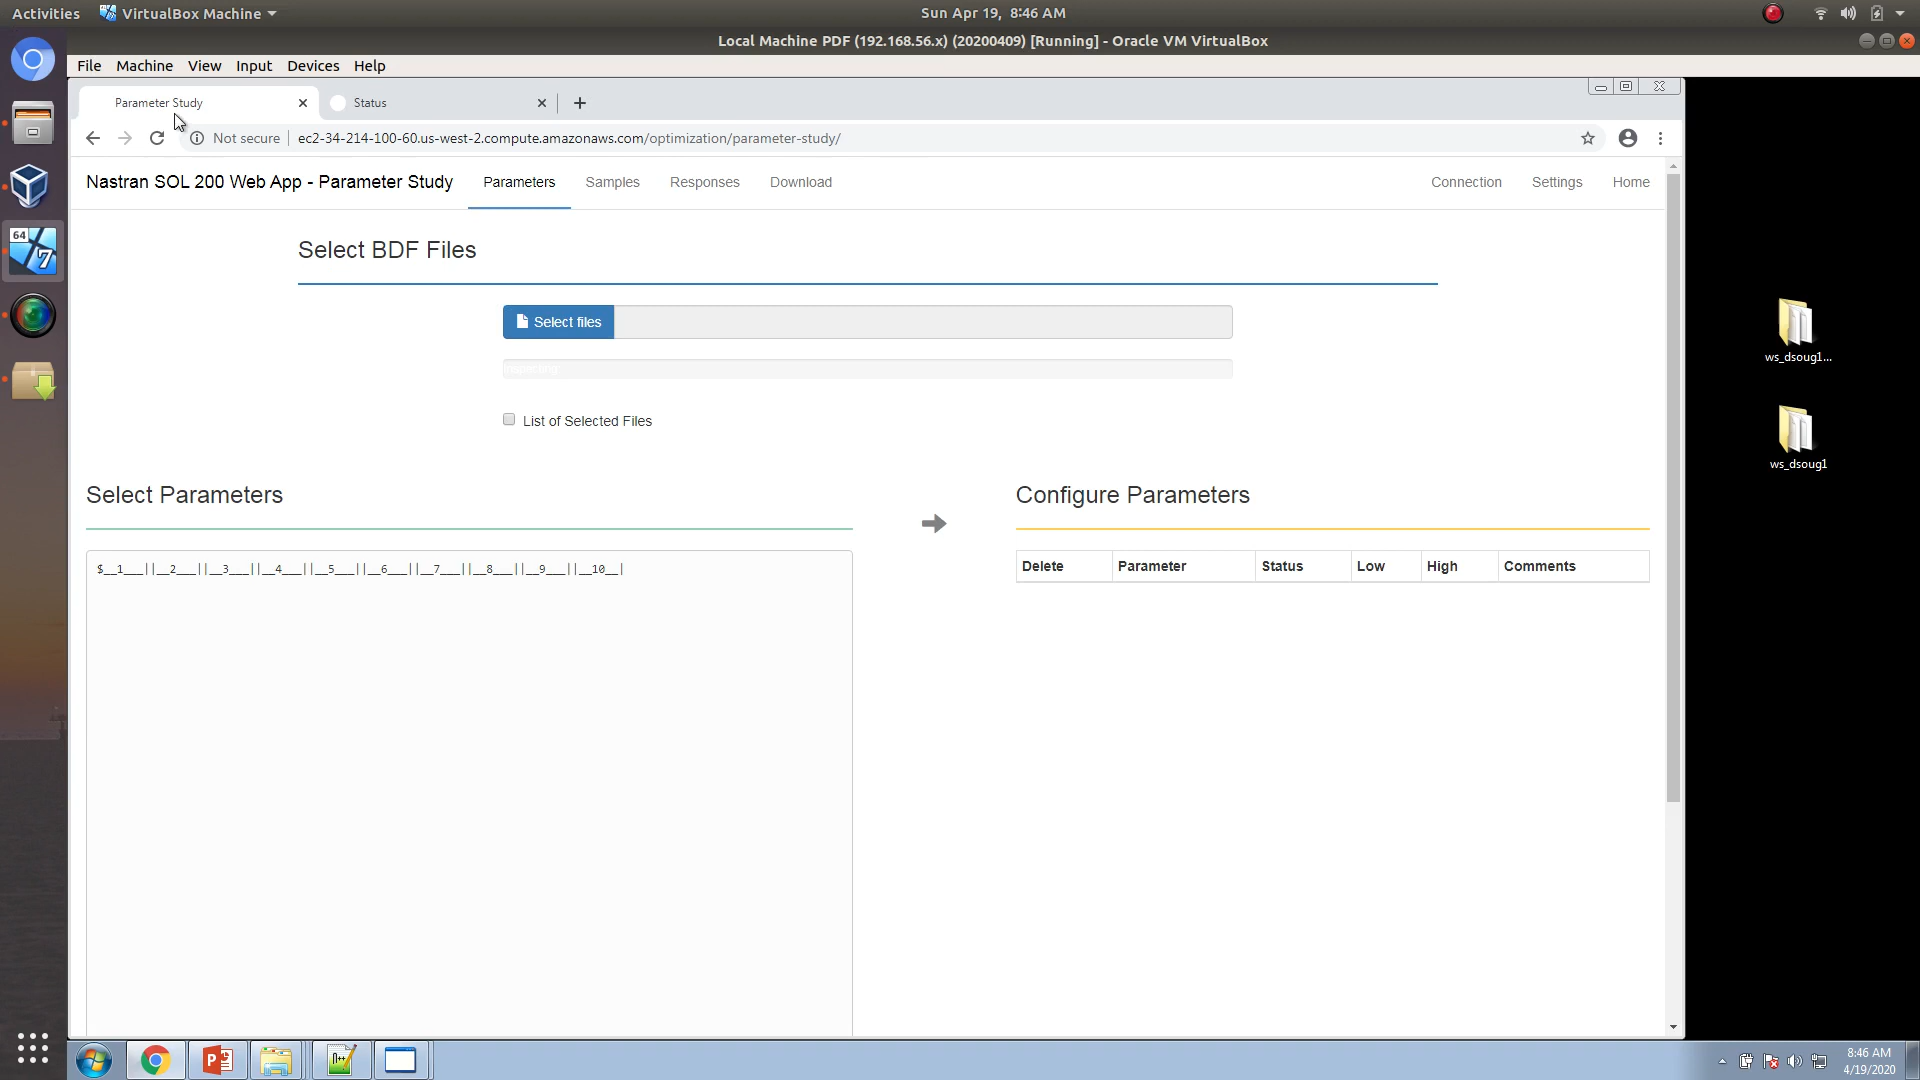 Activities VirtualBox Machine Sun Apr 19, 8:46 AM
Local Machine PDF (192.168.56.x) (20200409) [Running] - Oracle VM VirtualBox
File Machine View Input Devices Help
Parameter Study Status
Not secure ec2-34-214-100-60.us-west-2.compute.amazonaws.com/optimization/parameter-study/
Nastran SOL 200 Web App - Parameter Study Parameters Samples Responses Download Connection Settings Home
Select BDF Files
Select files
List of Selected Files
ws_dsoug1...
ws_dsoug1
Select Parameters
Configure Parameters
$__1___||__2___||__3___||__4___||__5___||__6___||__7___||__8___||__9___||__10__|
Delete Parameter Status Low High Comments
64
7
8:46 AM
4/19/2020